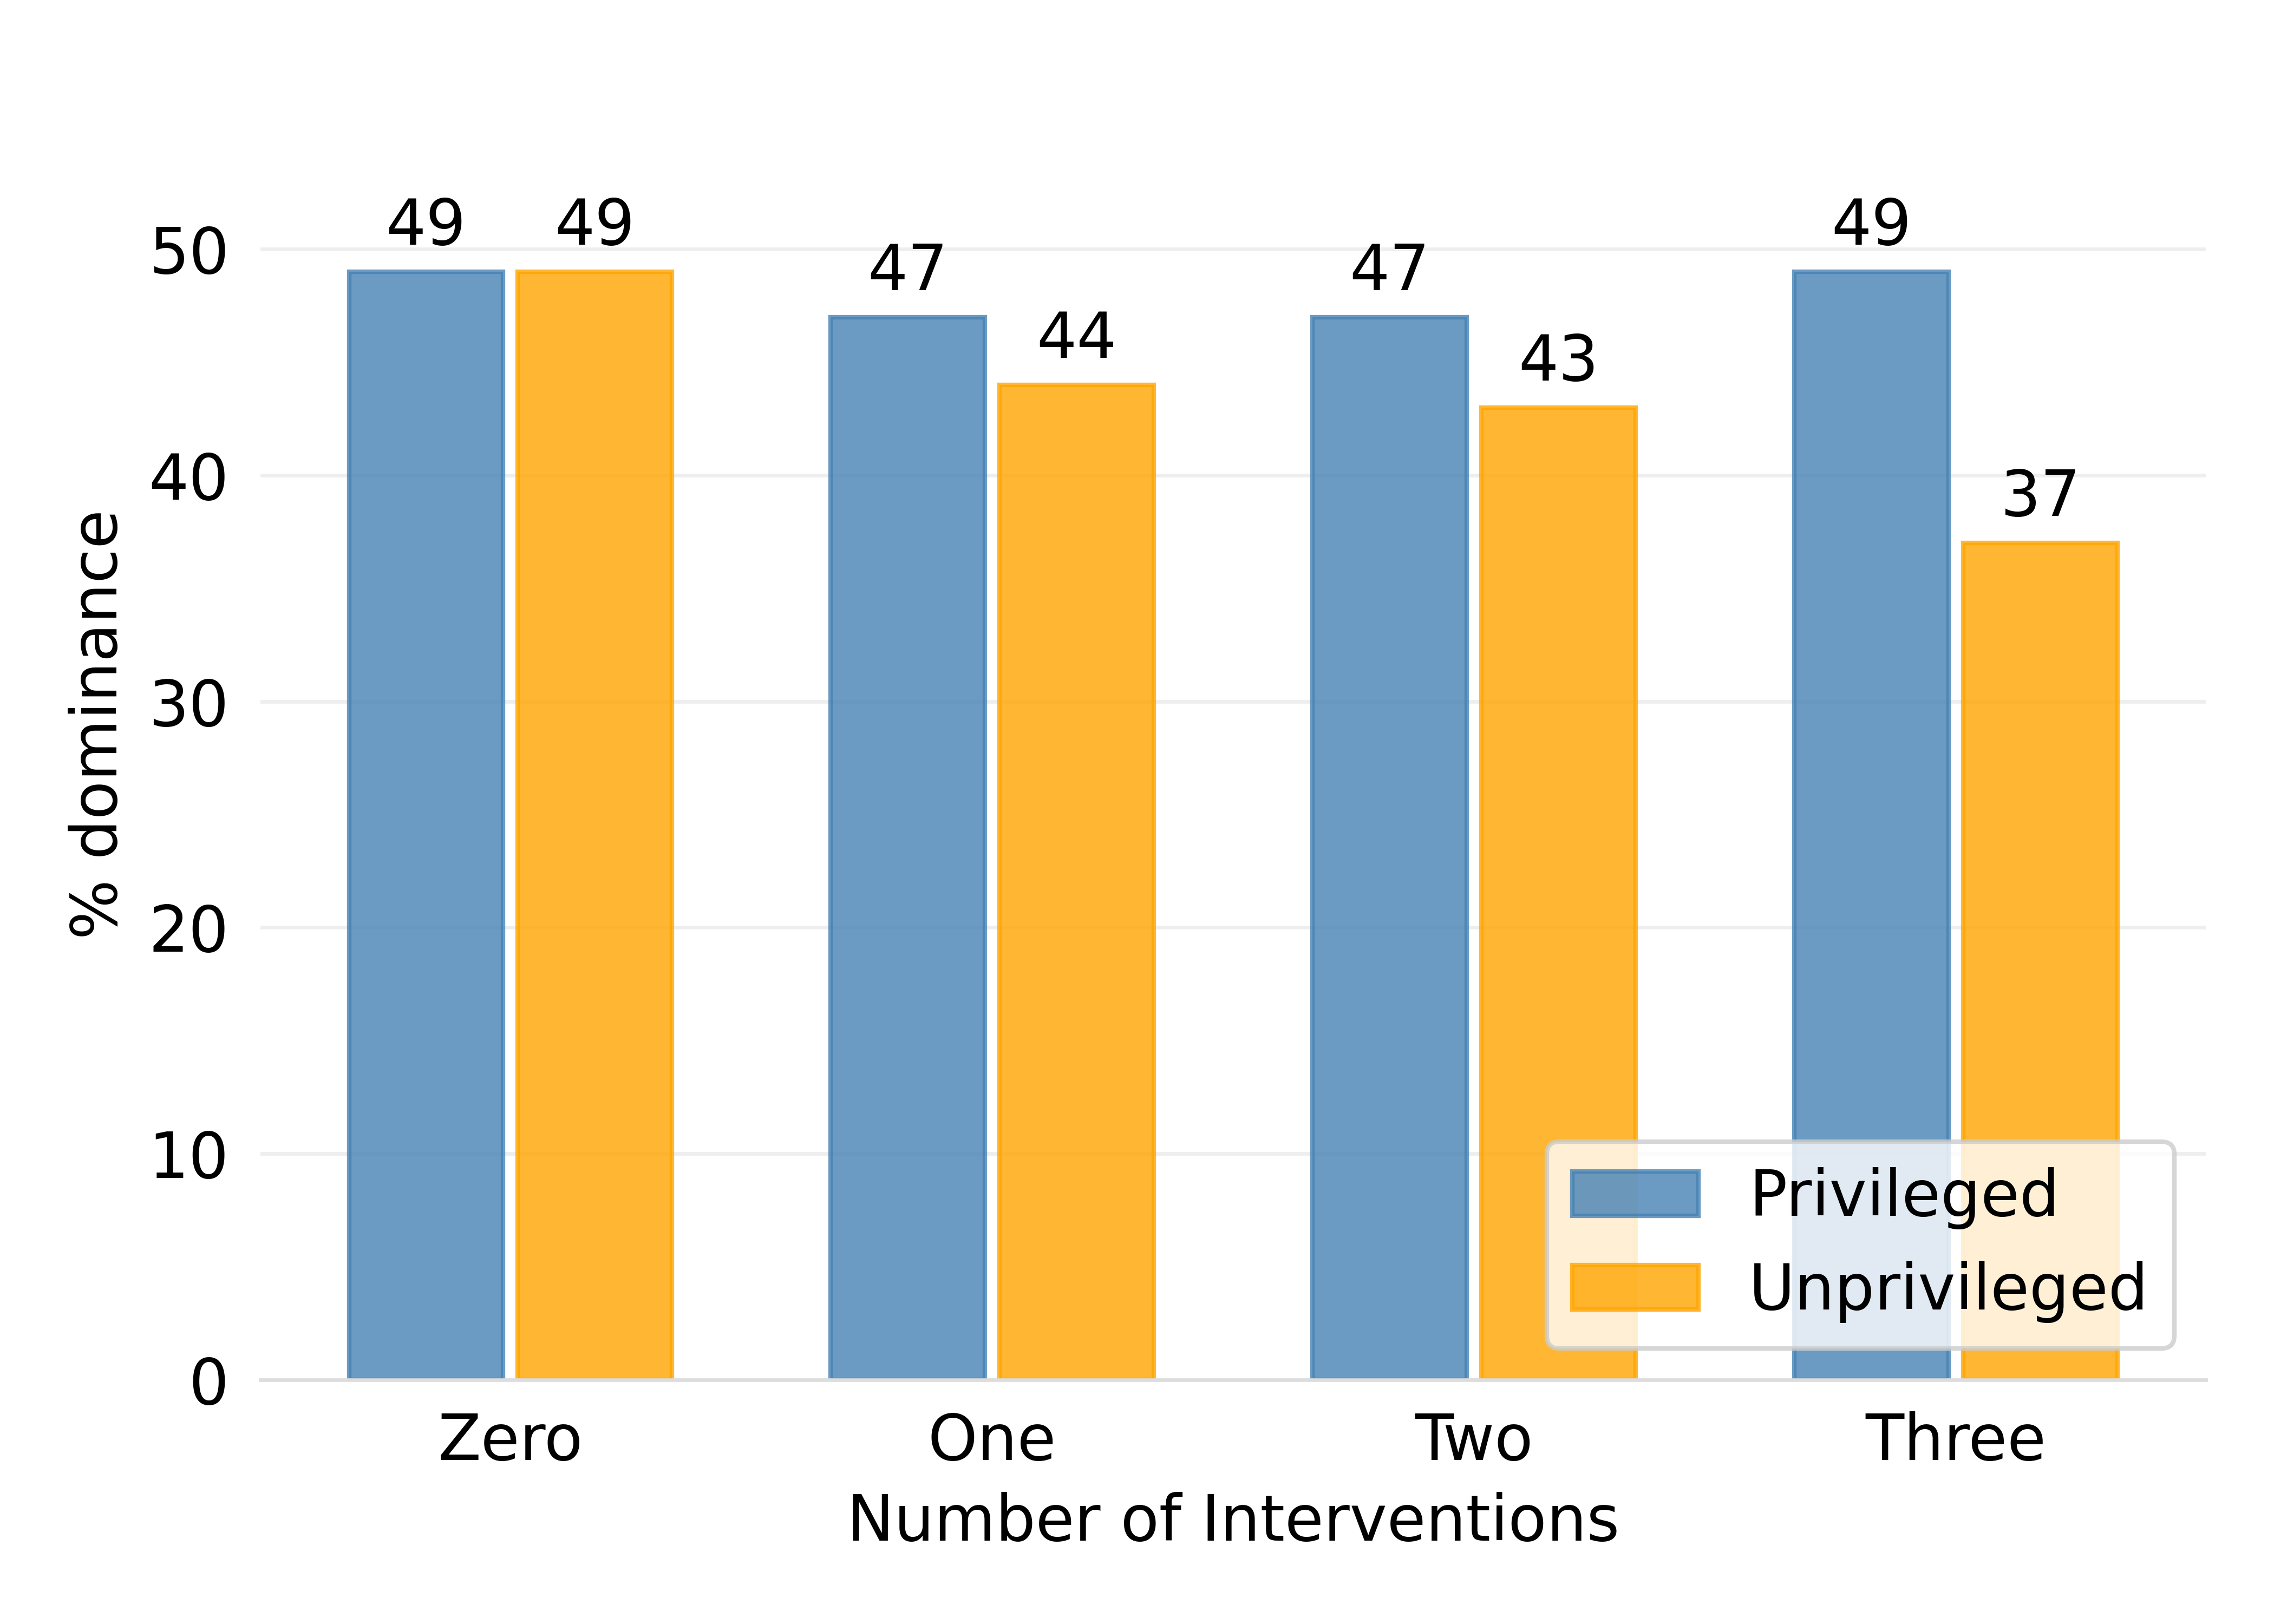 % dominance
50
40
30
20
10
0
49
49
47
44
47
43
49
37
Privileged
Unprivileged
Zero
One
Two
Three
Number of Interventions